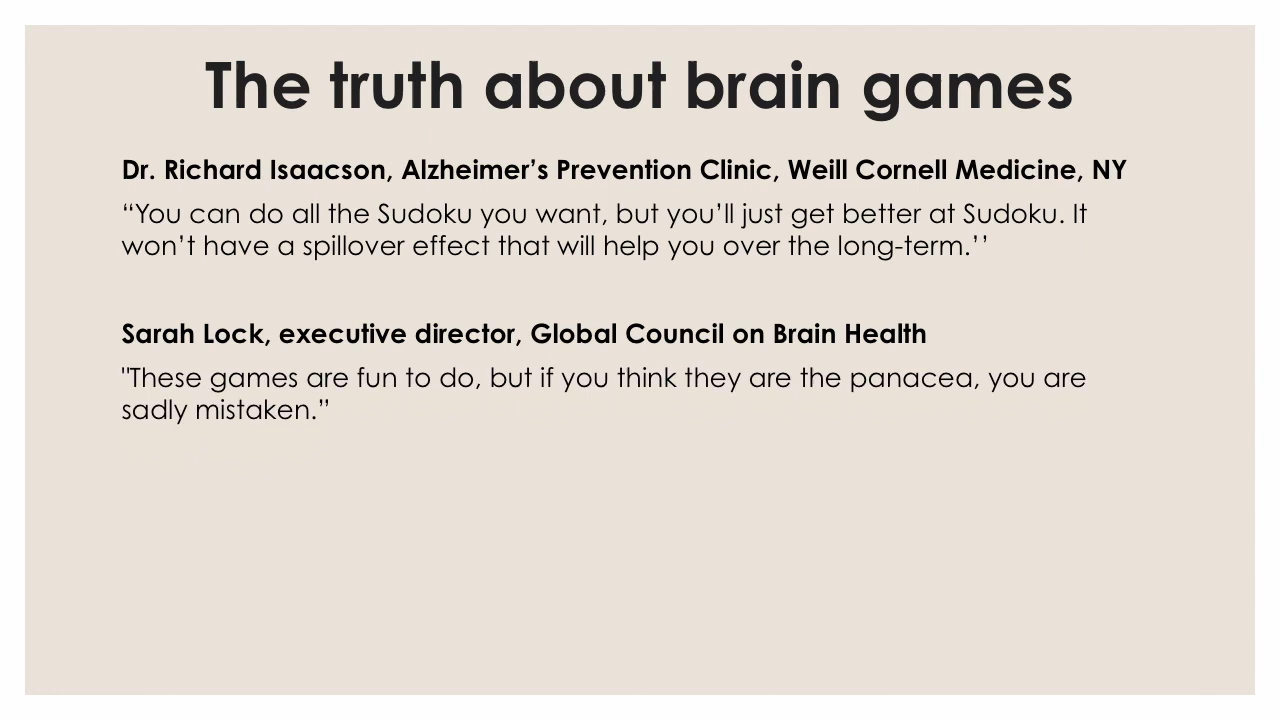 The truth about brain games
Dr. Richard Isaacson, Alzheimer’s Prevention Clinic, Weill Cornell Medicine, NY
“You can do all the Sudoku you want, but you’ll just get better at Sudoku. It
won’t have a spillover effect that will help you over the long-term.’’
Sarah Lock, executive director, Global Council on Brain Health
"These games are fun to do, but if you think they are the panacea, you are
sadly mistaken.”